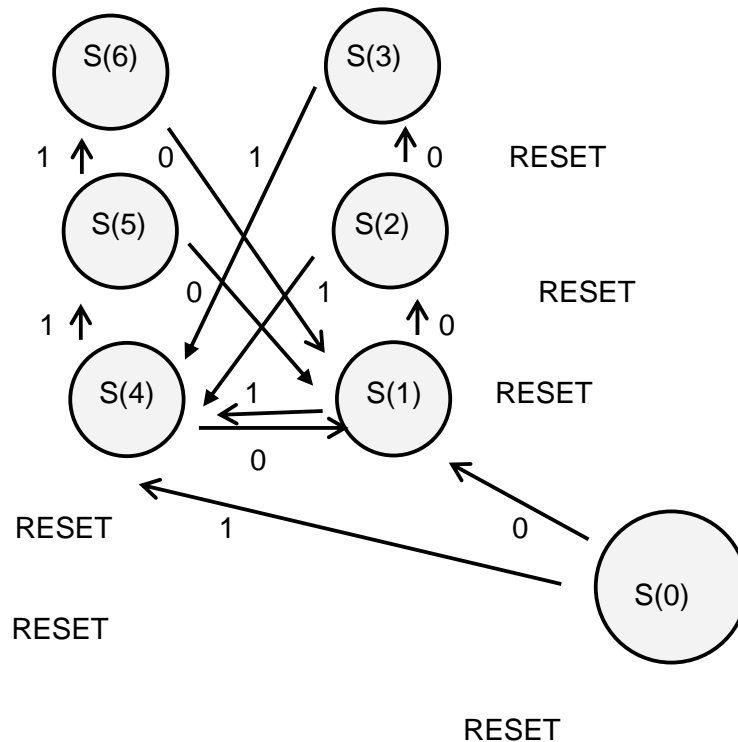 S(6)
S(3)
1
0
1
0
RESET
S(5)
S(2)
0
1
RESET
1
0
S(4)
1
S(1)
RESET
0
RESET
1
0
S(0)
RESET
RESET